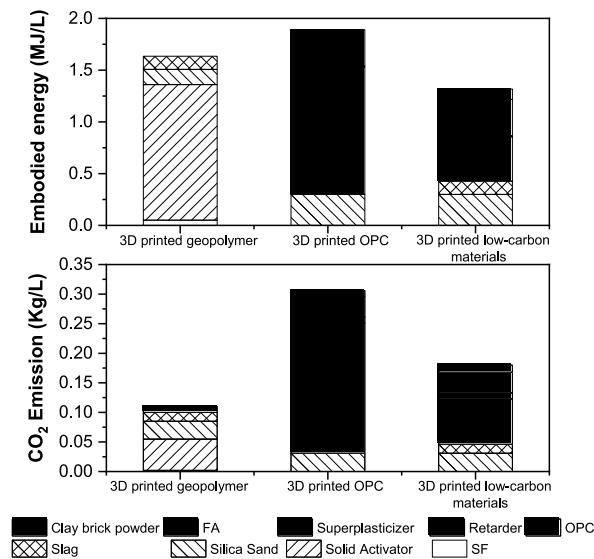 Embodied energy (MJ/L)
2.0
1.5
1.0
0.5
0.0
3D printed geopolymer
3D printed OPC
3D printed low-carbon
materials
CO₂ Emission (Kg/L)
0.35
0.30
0.25
0.20
0.15
0.10
0.05
0.00
3D printed geopolymer
3D printed OPC
3D printed low-carbon
materials
Clay brick powder FA Superplasticizer Retarder OPC
Slag Silica Sand Solid Activator SF